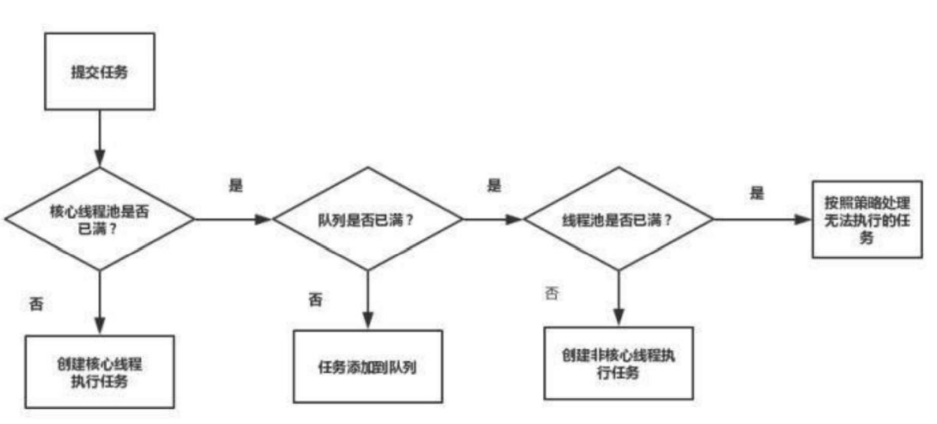 提交任务
核心线程池是否
已满？
是
队列是否已满？
是
线程池是否已满？
是
按照策略处理
无法执行的任
务
否
创建核心线程
执行任务
否
任务添加到队列
否
创建非核心线程执
行任务